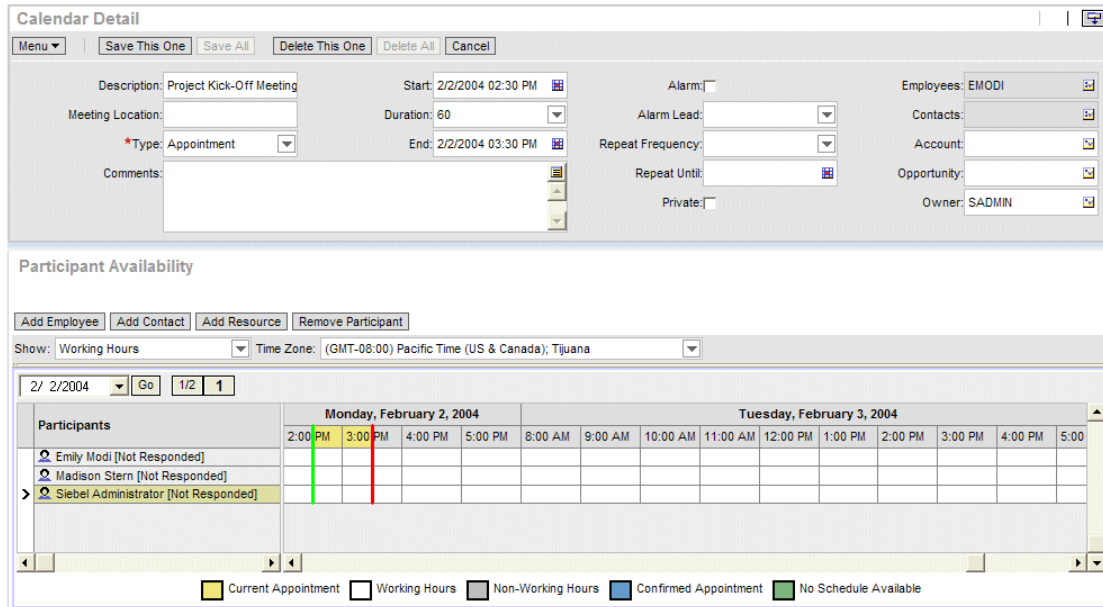 Calendar Detail
Menu Save This One Save All Delete This One Delete All Cancel
Description: Project Kick-Off Meeting Start: 2/2/2004 02:30 PM Alarm: Employees: EMODI
Meeting Location: Duration: 60 Alarm Lead: Contacts:
*Type: Appointment End: 2/2/2004 03:30 PM Repeat Frequency: Account:
Comments: Repeat Until: Opportunity:
Private: Owner: SADMIN
Participant Availability
Add Employee Add Contact Add Resource Remove Participant
Show: Working Hours Time Zone: (GMT-08:00) Pacific Time (US & Canada); Tijuana
2/ 2/2004 Go 1/2 1
Participants Monday, February 2, 2004 Tuesday, February 3, 2004
2:00 PM 3:00 PM 4:00 PM 5:00 PM 8:00 AM 9:00 AM 10:00 AM 11:00 AM 12:00 PM 1:00 PM 2:00 PM 3:00 PM 4:00 PM 5:00
Emily Modi [Not Responded]
Madison Stern [Not Responded]
Siebel Administrator [Not Responded]
Current Appointment Working Hours Non-Working Hours Confirmed Appointment No Schedule Available